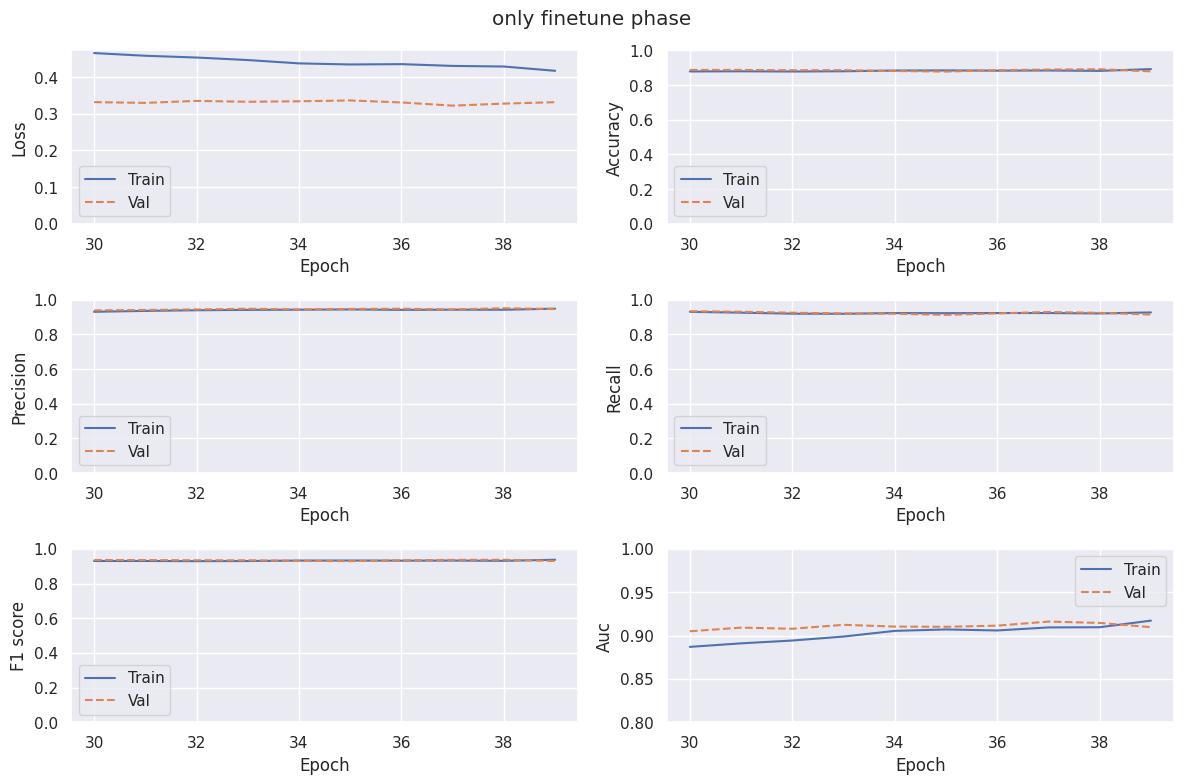 only finetune phase
0.4
0.3
0.2
0.1
0.0
Loss
Train
Val
30 32 34 36 38
Epoch
1.0
0.8
0.6
0.4
0.2
0.0
Accuracy
Train
Val
30 32 34 36 38
Epoch
1.0
0.8
0.6
0.4
0.2
0.0
Precision
Train
Val
30 32 34 36 38
Epoch
1.0
0.8
0.6
0.4
0.2
0.0
Recall
Train
Val
30 32 34 36 38
Epoch
1.0
0.8
0.6
0.4
0.2
0.0
F1 score
Train
Val
30 32 34 36 38
Epoch
1.00
0.95
0.90
0.85
0.80
Auc
Train
Val
30 32 34 36 38
Epoch